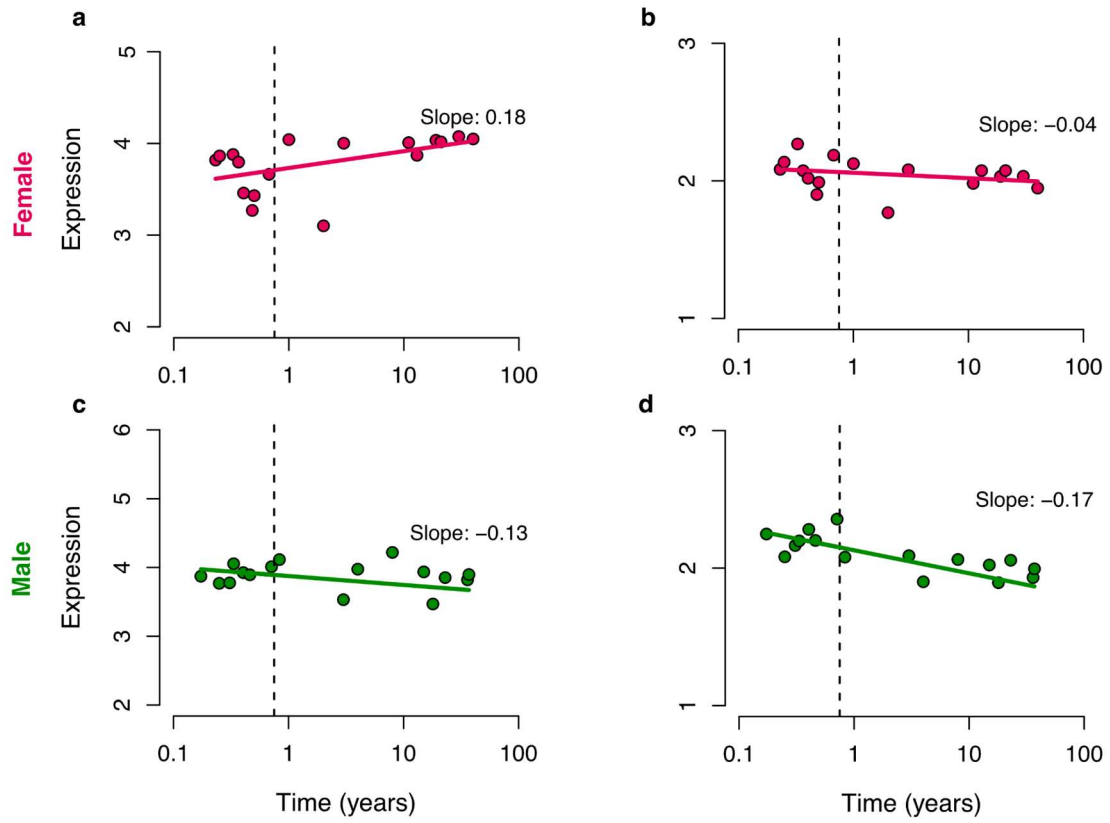 a
b
5
4
3
2
Expression
Female
Slope: 0.18
0.1 1 10 100
3
2
1
Slope: −0.04
0.1 1 10 100
c
d
6
5
4
3
2
Expression
Male
Slope: −0.13
0.1 1 10 100
Time (years)
3
2
1
Slope: −0.17
0.1 1 10 100
Time (years)